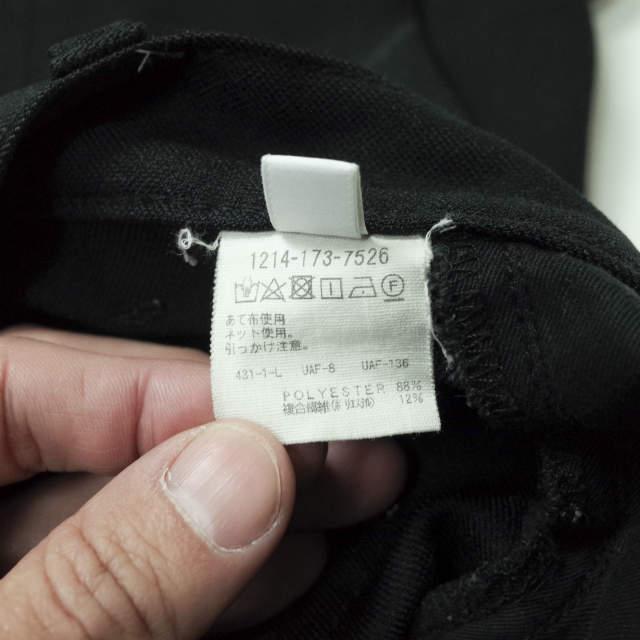 1214-173-7526
あて布使用
ネット使用。
引っかけ注意。
431-1-L UAF-8 UAF-136
POLYESTER 88%
複合繊維(ポリエステル) 12%